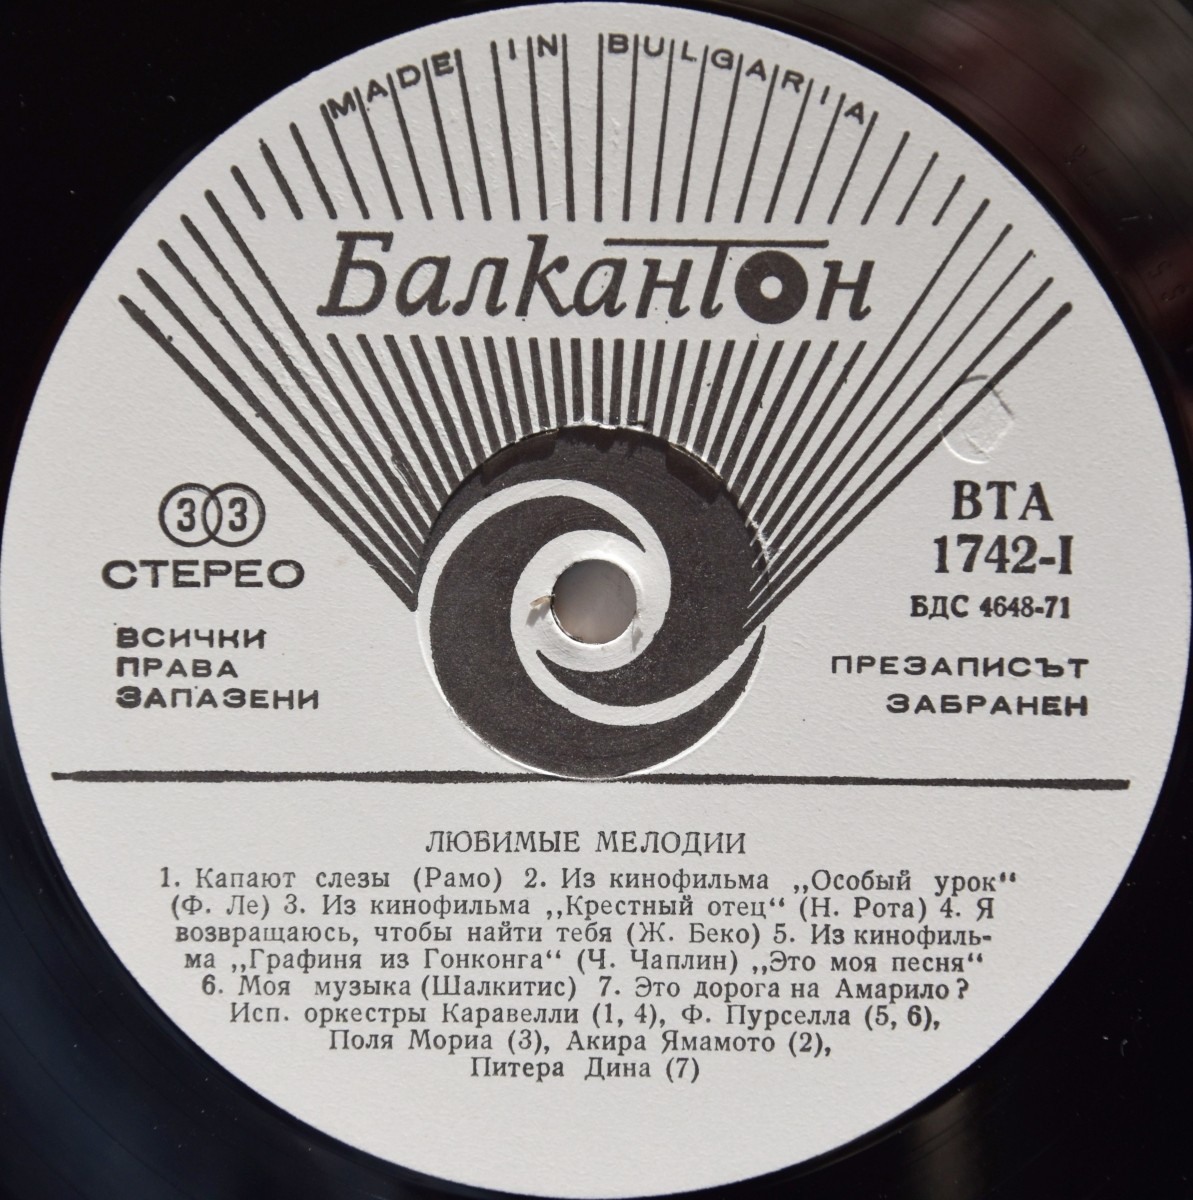 MADE IN BULGARIA
Балкантон
33
СТЕРЕО
ВСИЧКИ
ПРАВА
ЗАПАЗЕНИ
ВТА
1742-I
БДС 4648-71
ПРЕЗАПИСЪТ
ЗАБРАНЕН
ЛЮБИМЫЕ МЕЛОДИИ
1. Капают слезы (Рамо) 2. Из кинофильма „Особый урок“
(Ф. Ле) 3. Из кинофильма „Крестный отец“ (Н. Рота) 4. Я
возвращаюсь, чтобы найти тебя (Ж. Беко) 5. Из кинофиль-
ма „Графиня из Гонконга“ (Ч. Чаплин) „Это моя песня“
6. Моя музыка (Шалкитис) 7. Это дорога на Амарило?
Исп. оркестры Каравелли (1, 4), Ф. Пурселла (5, 6),
Поля Мориа (3), Акира Ямамото (2),
Питера Дина (7)